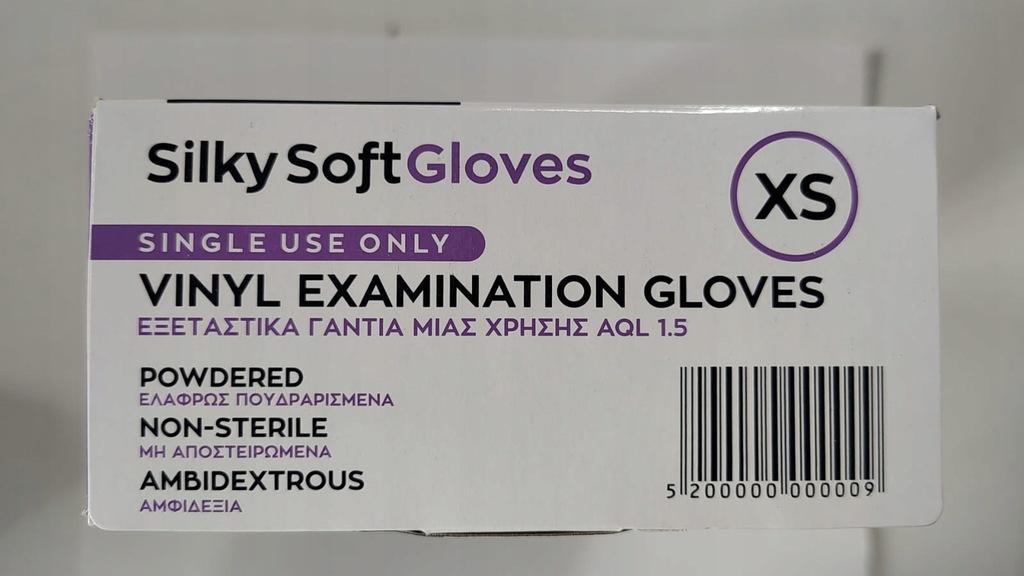 Silky Soft Gloves
XS
SINGLE USE ONLY
VINYL EXAMINATION GLOVES
ΕΞΕΤΑΣΤΙΚΑ ΓΑΝΤΙΑ ΜΙΑΣ ΧΡΗΣΗΣ AQL 1.5
POWDERED
ΕΛΑΦΡΩΣ ΠΟΥΔΡΑΡΙΣΜΕΝΑ
NON-STERILE
ΜΗ ΑΠΟΣΤΕΙΡΩΜΕΝΑ
AMBIDEXTROUS
ΑΜΦΙΔΕΞΙΑ
5 200000 000009